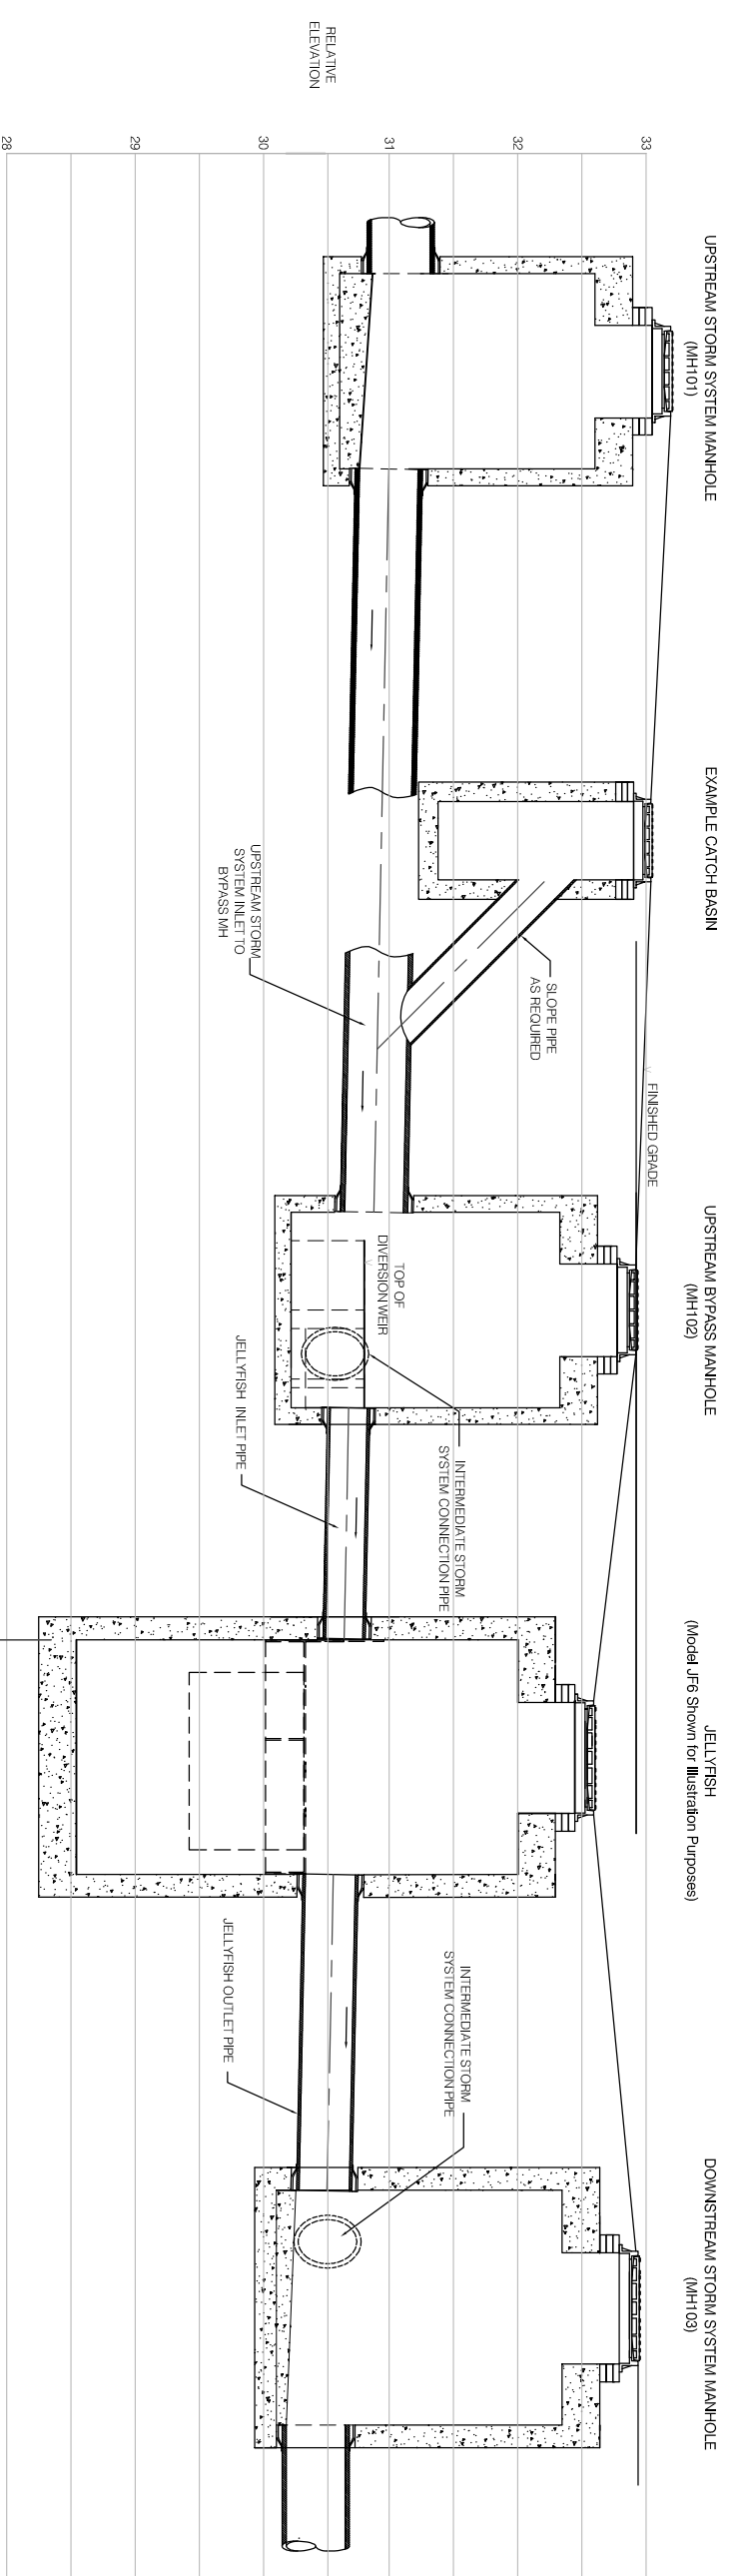 UPSTREAM STORM SYSTEM MANHOLE
(MH101)
EXAMPLE CATCH BASIN
UPSTREAM BYPASS MANHOLE
(MH102)
JELLYFISH
(Model JF6 Shown for Illustration Purposes)
DOWNSTREAM STORM SYSTEM MANHOLE
(MH103)
RELATIVE
ELEVATION
33
32
31
30
29
28
FINISHED GRADE
SLOPE PIPE
AS REQUIRED
UPSTREAM STORM
SYSTEM INLET TO
BYPASS MH
TOP OF
DIVERSION WEIR
INTERMEDIATE STORM
SYSTEM CONNECTION PIPE
JELLYFISH INLET PIPE
INTERMEDIATE STORM
SYSTEM CONNECTION PIPE
JELLYFISH OUTLET PIPE